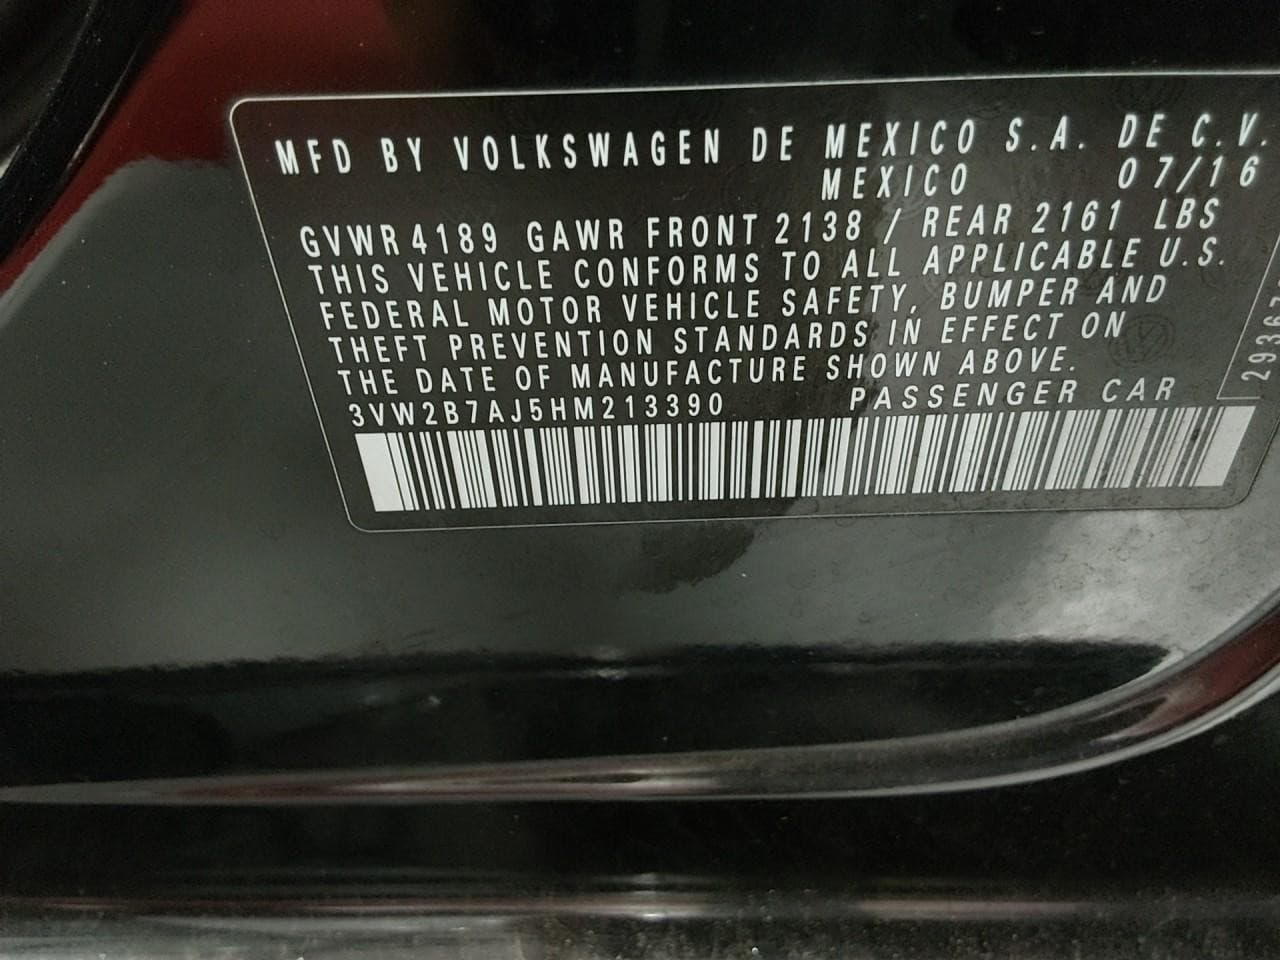 MFD BY VOLKSWAGEN DE MEXICO S.A. DE C.V.
MEXICO 07/16
GVWR 4189 GAWR FRONT 2138 / REAR 2161 LBS
THIS VEHICLE CONFORMS TO ALL APPLICABLE U.S.
FEDERAL MOTOR VEHICLE SAFETY, BUMPER AND
THEFT PREVENTION STANDARDS IN EFFECT ON
THE DATE OF MANUFACTURE SHOWN ABOVE.
3VW2B7AJ5HM213390 PASSENGER CAR